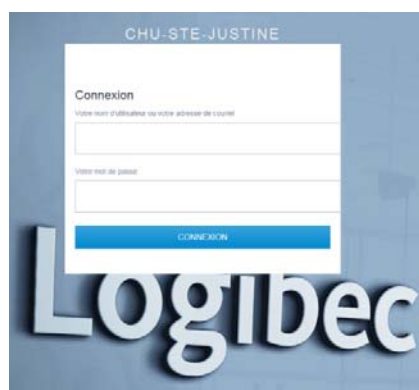 CHU-STE-JUSTINE
Connexion
Votre nom d'utilisateur ou votre adresse de courriel
Votre mot de passe
CONNEXION
Logibec